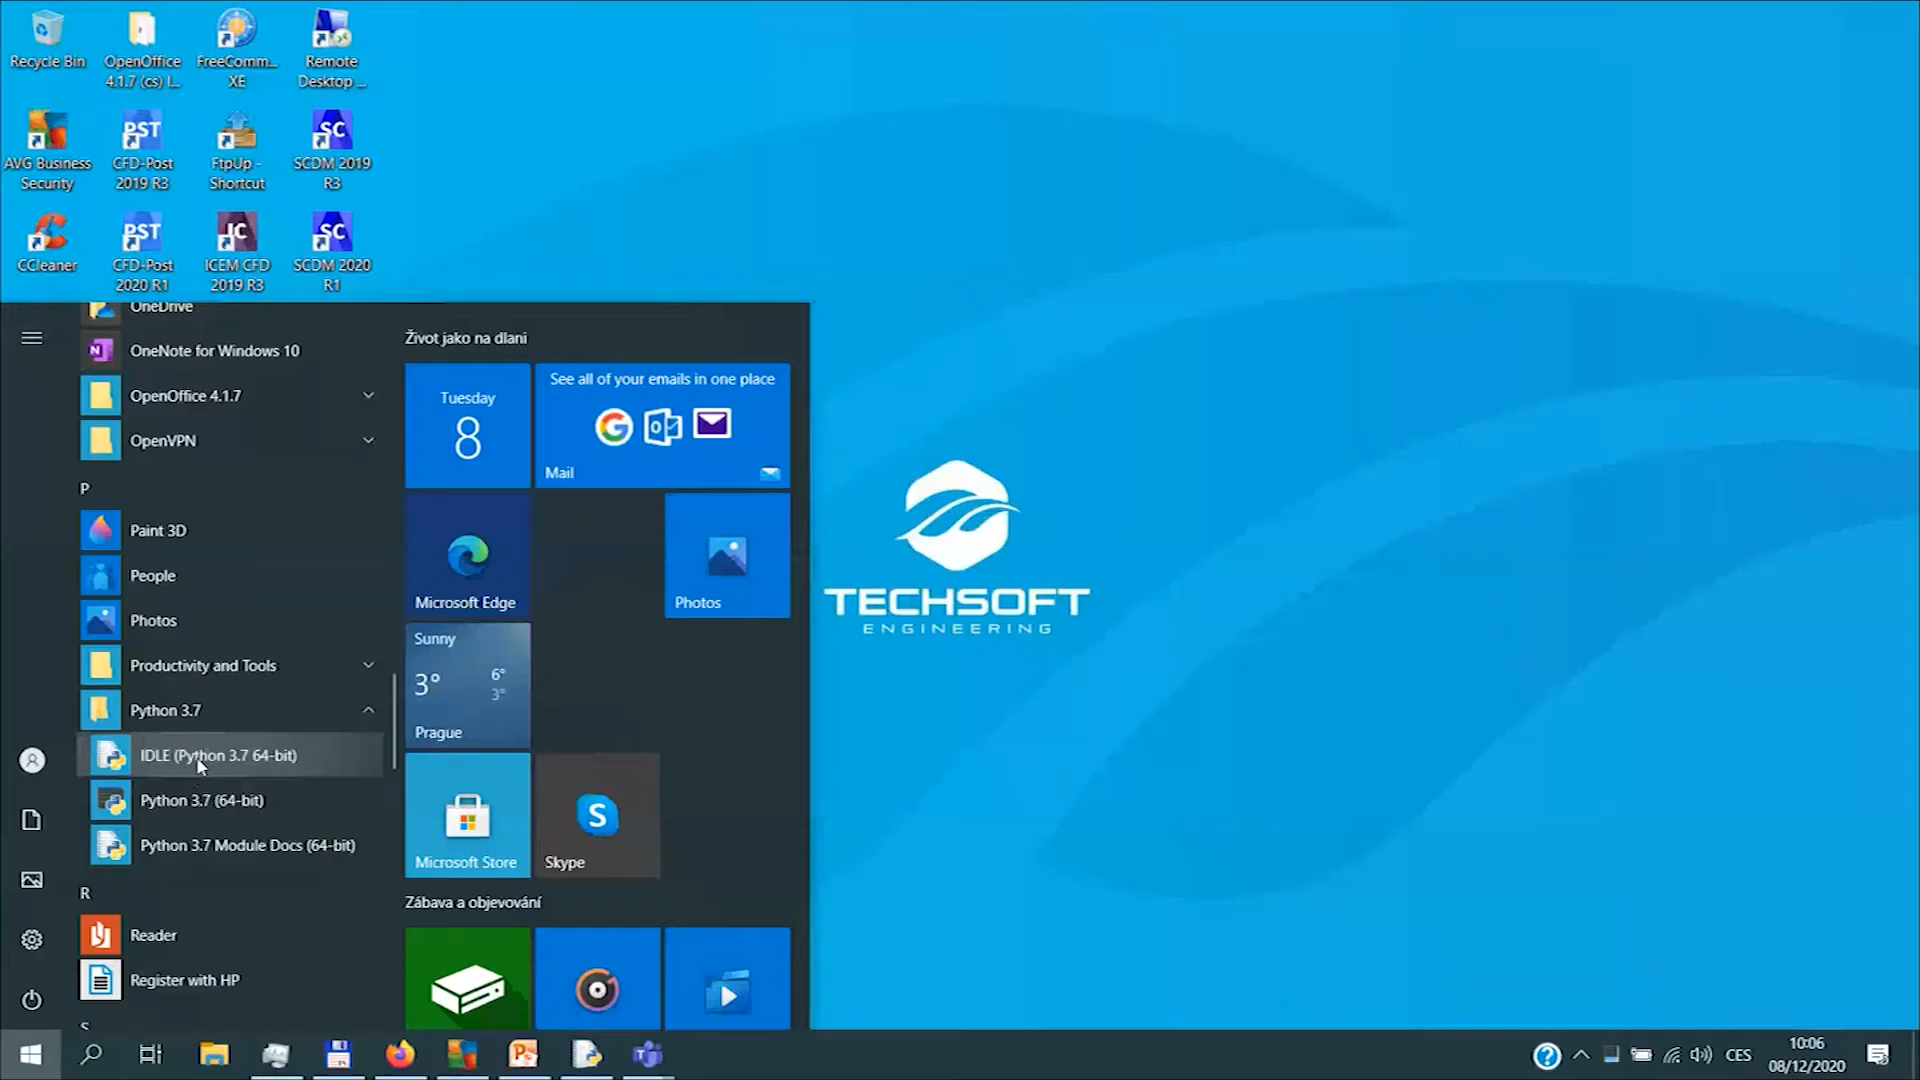 Recycle Bin
OpenOffice
4.1.7 (cs) I...
FreeComm...
XE
Remote
Desktop ...
AVG Business
Security
PST
CFD-Post
2019 R3
FtpUp -
Shortcut
SC
SCDM 2019
R3
CCleaner
PST
CFD-Post
2020 R1
IC
ICEM CFD
2019 R3
SC
SCDM 2020
R1
OneDrive
N
OneNote for Windows 10
OpenOffice 4.1.7
OpenVPN
P
Paint 3D
People
Photos
Productivity and Tools
Python 3.7
IDLE (Python 3.7 64-bit)
Python 3.7 (64-bit)
Python 3.7 Module Docs (64-bit)
R
Reader
Register with HP
S
Život jako na dlani
Tuesday
8
See all of your emails in one place
Mail
Microsoft Edge
Photos
Sunny
3°
6°
3°
Prague
Microsoft Store
S
Skype
Zábava a objevování
TECHSOFT
ENGINEERING
CES
10:06
08/12/2020